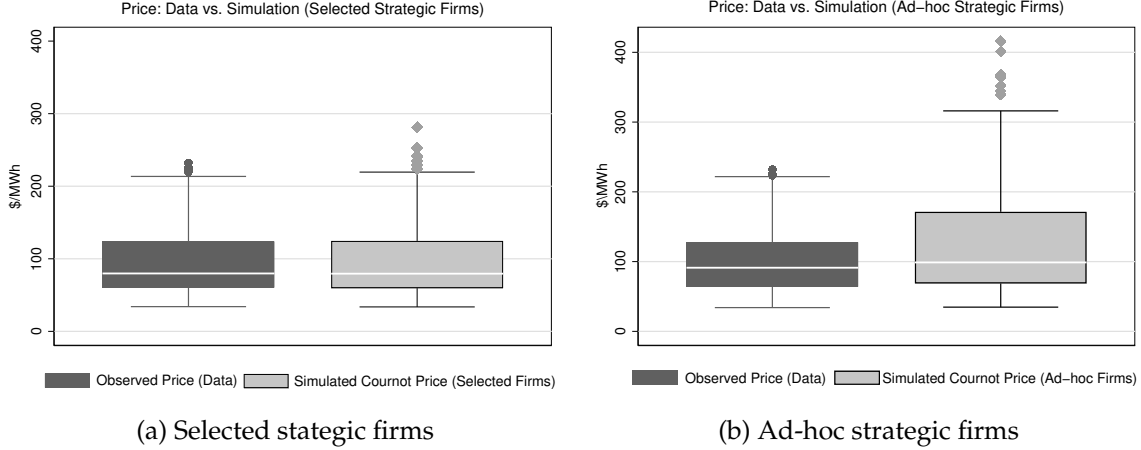 Price: Data vs. Simulation (Selected Strategic Firms)
400
300
200
100
0
$/MWh
Observed Price (Data)
Simulated Cournot Price (Selected Firms)
(a) Selected stategic firms
Price: Data vs. Simulation (Ad-hoc Strategic Firms)
400
300
200
100
0
$\MWh
Observed Price (Data)
Simulated Cournot Price (Ad-hoc Firms)
(b) Ad-hoc strategic firms